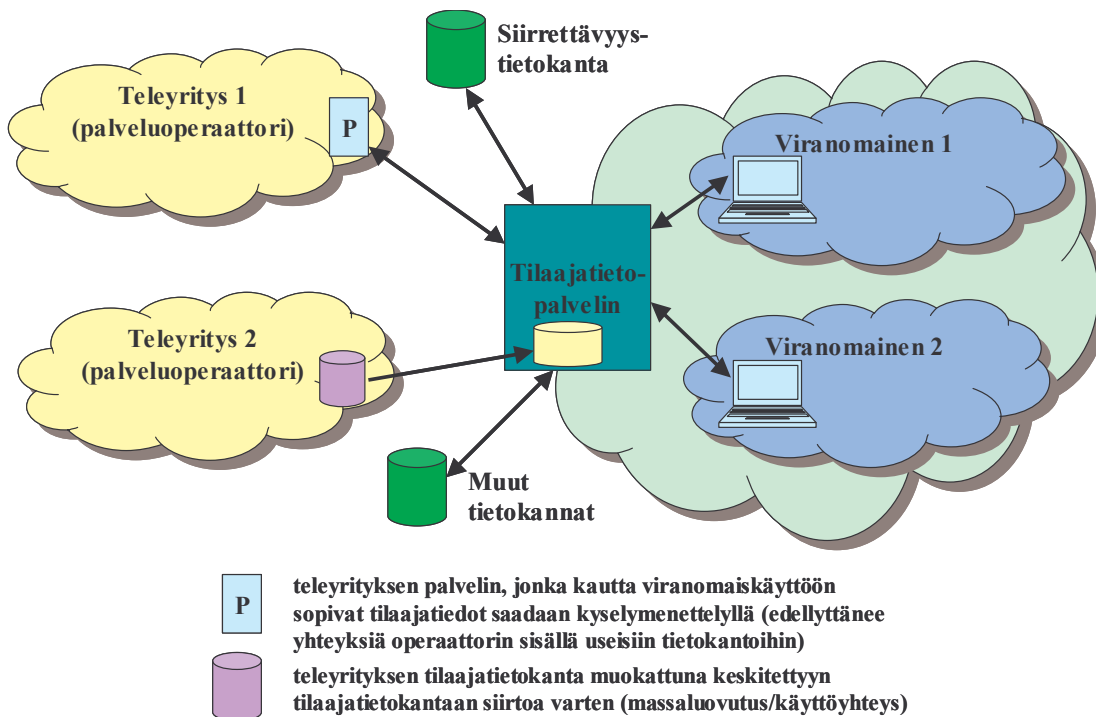 Siirrettävyys-
tietokanta
Teleyritys 1
(palveluoperaattori)
P
Viranomainen 1
Tilaajatieto-
palvelin
Teleyritys 2
(palveluoperaattori)
Viranomainen 2
Muut
tietokannat
P
teleyrityksen palvelin, jonka kautta viranomaiskäyttöön
sopivat tilaajatiedot saadaan kyselymenettelyllä (edellyttänee
yhteyksiä operaattorin sisällä useisiin tietokantoihin)
teleyrityksen tilaajatietokanta muokattuna keskitettyyn
tilaajatietokantaan siirtoa varten (massaluovutus/käyttöyhteys)